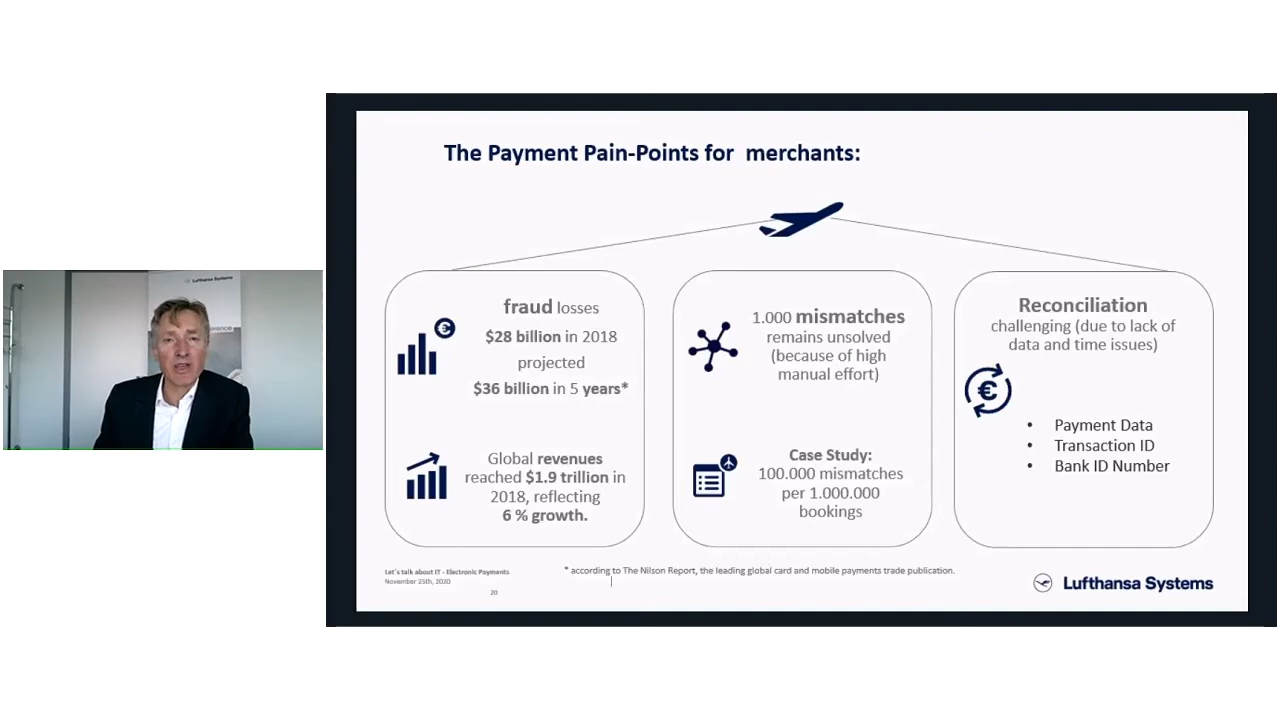 The Payment Pain-Points for  merchants:
fraud losses
$28 billion in 2018
projected
$36 billion in 5 years*
Global revenues
reached $1.9 trillion in
2018, reflecting
6 % growth.
1.000 mismatches
remains unsolved
(because of high
manual effort)
Case Study:
100.000 mismatches
per 1.000.000
bookings
Reconciliation
challenging (due to lack of
data and time issues)
€
• Payment Data
• Transaction ID
• Bank ID Number
Let´s talk about IT - Electronic Payments
November 25th, 2020
20
* according to The Nilson Report, the leading global card and mobile payments trade publication.
Lufthansa Systems
Lufthansa Systems